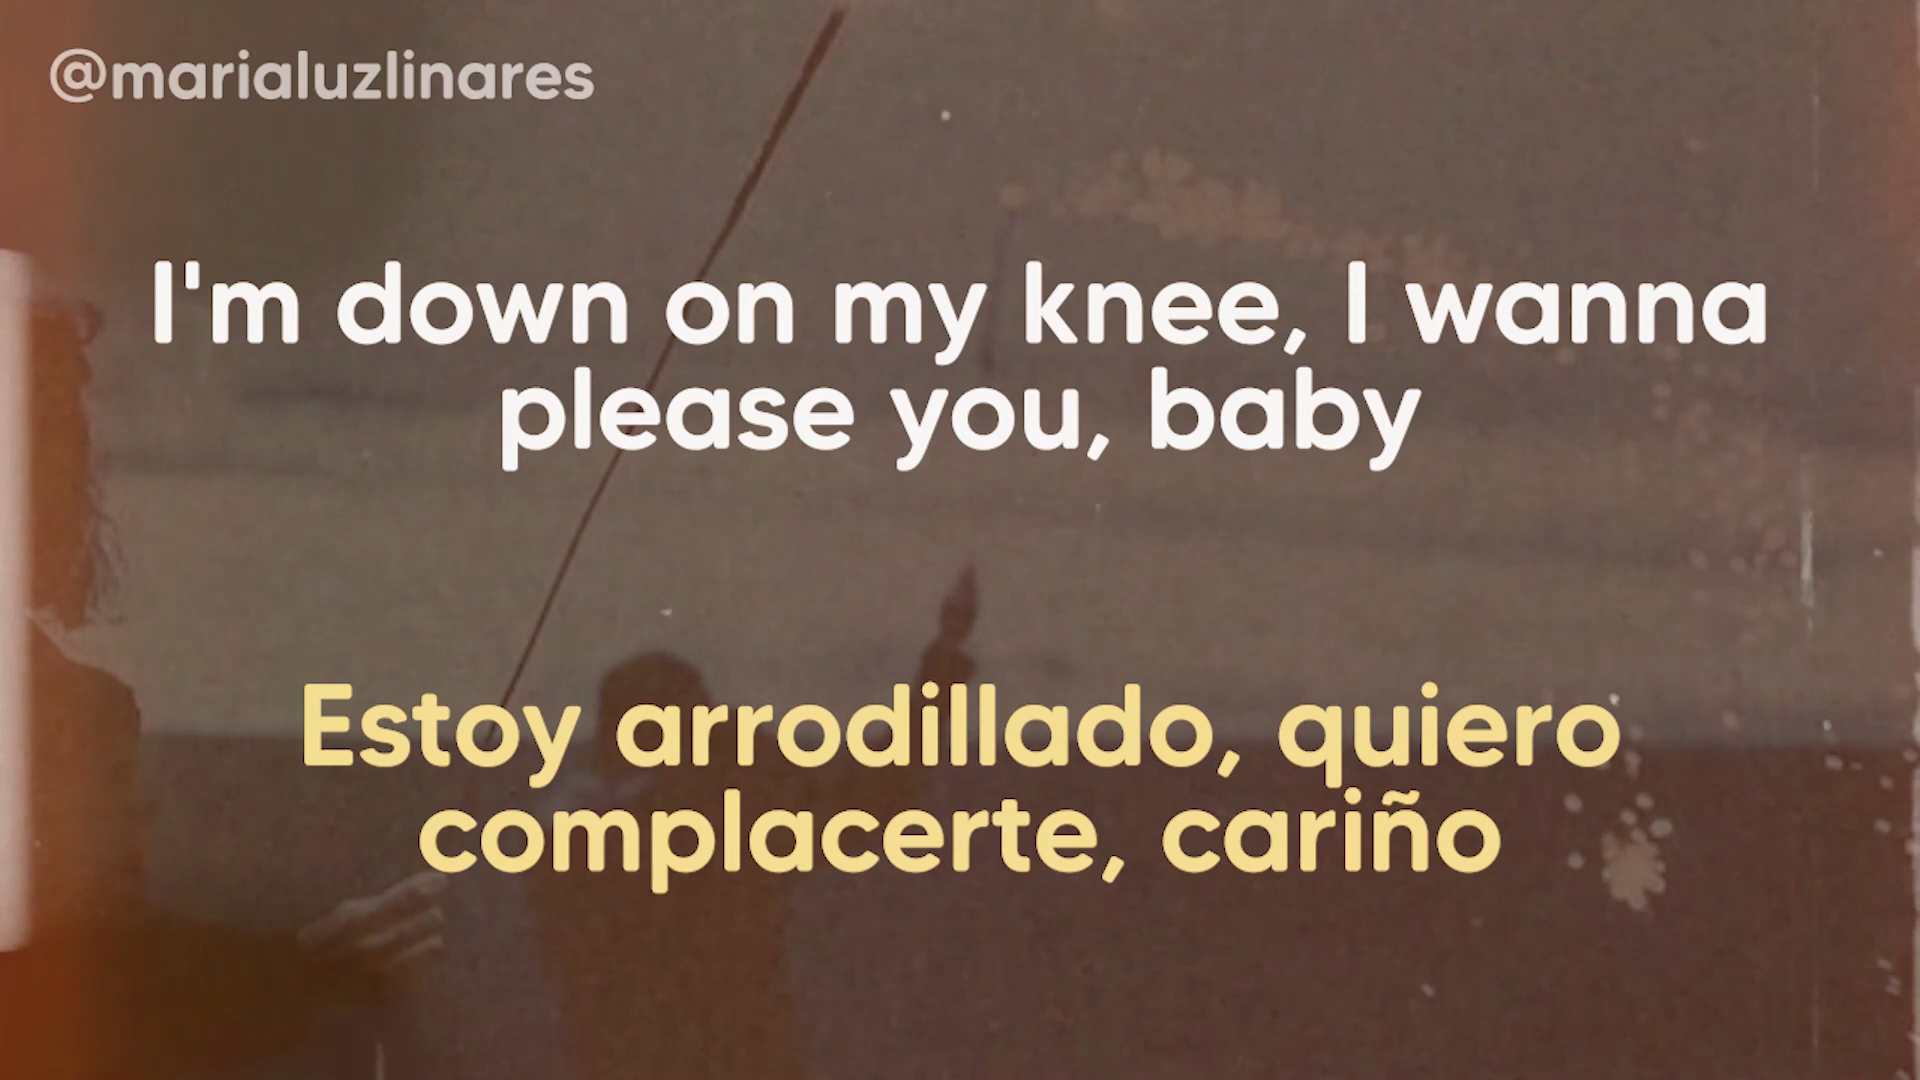 @marialuzlinares
I'm down on my knee, I wanna
please you, baby
Estoy arrodillado, quiero
complacerte, cariño